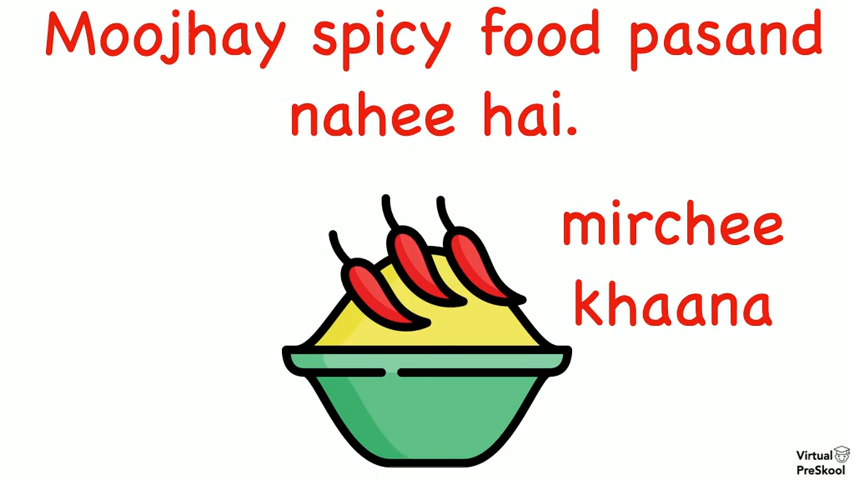 Moojhay spicy food pasand
nahee hai.
mirchee
khaana
Virtual
PreSkool